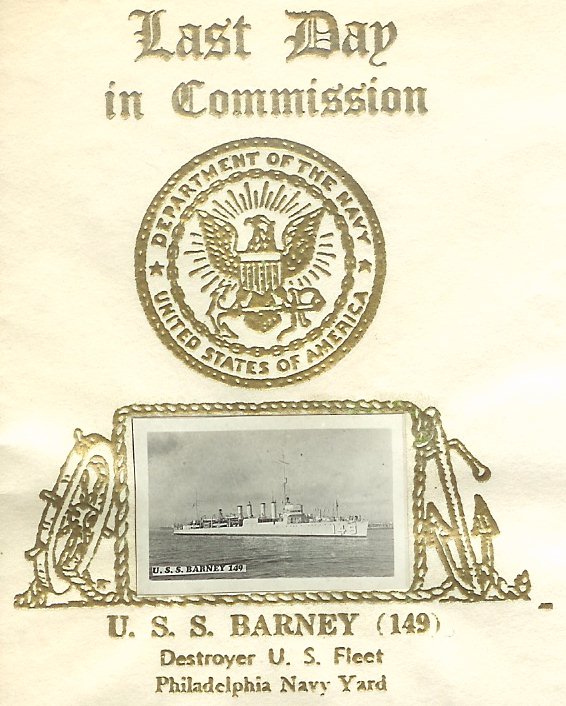 Last Day
in Commission
DEPARTMENT OF THE NAVY
UNITED STATES OF AMERICA
149
U. S. S. BARNEY 149
U. S. S. BARNEY (149)
Destroyer U. S. Fleet
Philadelphia Navy Yard